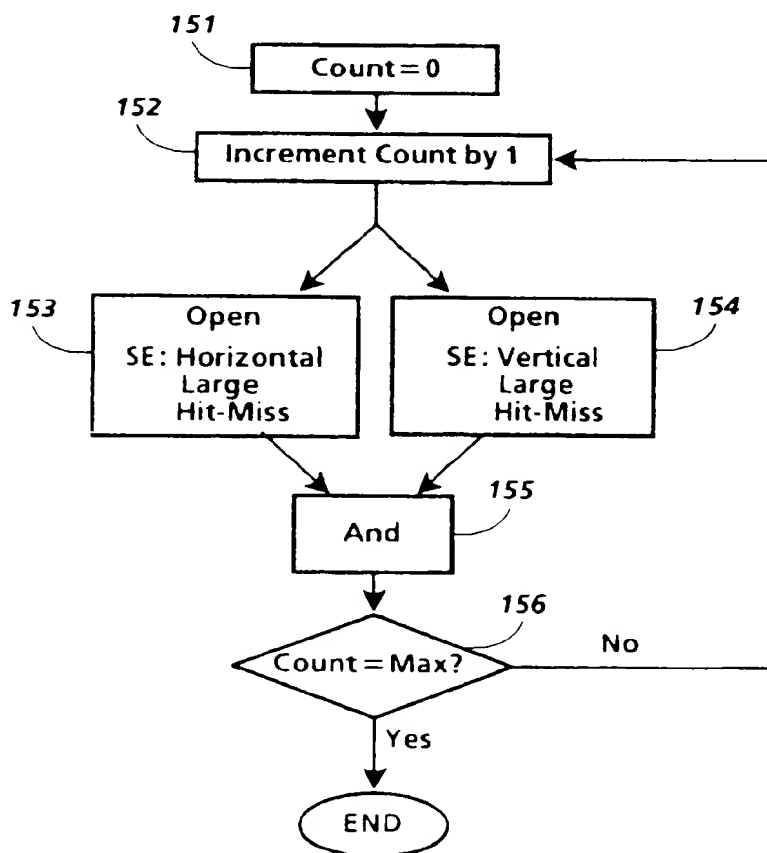 151
Count = 0
152
Increment Count by 1
153
Open
SE: Horizontal
Large
Hit-Miss
154
Open
SE: Vertical
Large
Hit-Miss
155
And
156
Count = Max?
No
Yes
END